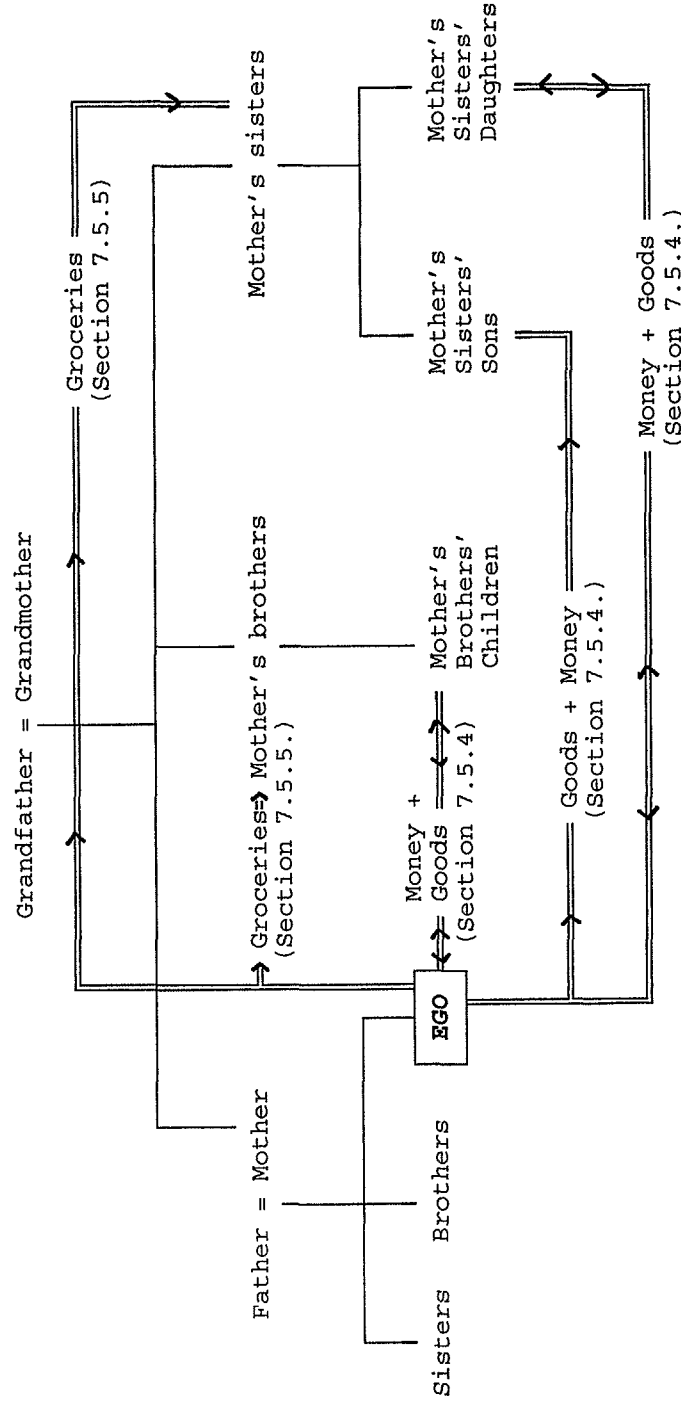 Grandfather = Grandmother
Groceries
(Section 7.5.5)
Father = Mother
Groceries⇒ Mother's brothers
(Section 7.5.5.)
Mother's sisters
Sisters
Brothers
EGO
Money +
Goods
(Section 7.5.4)
Mother's
Brothers'
Children
Mother's
Sisters'
Sons
Mother's
Sisters'
Daughters
Goods + Money
(Section 7.5.4.)
Money + Goods
(Section 7.5.4.)